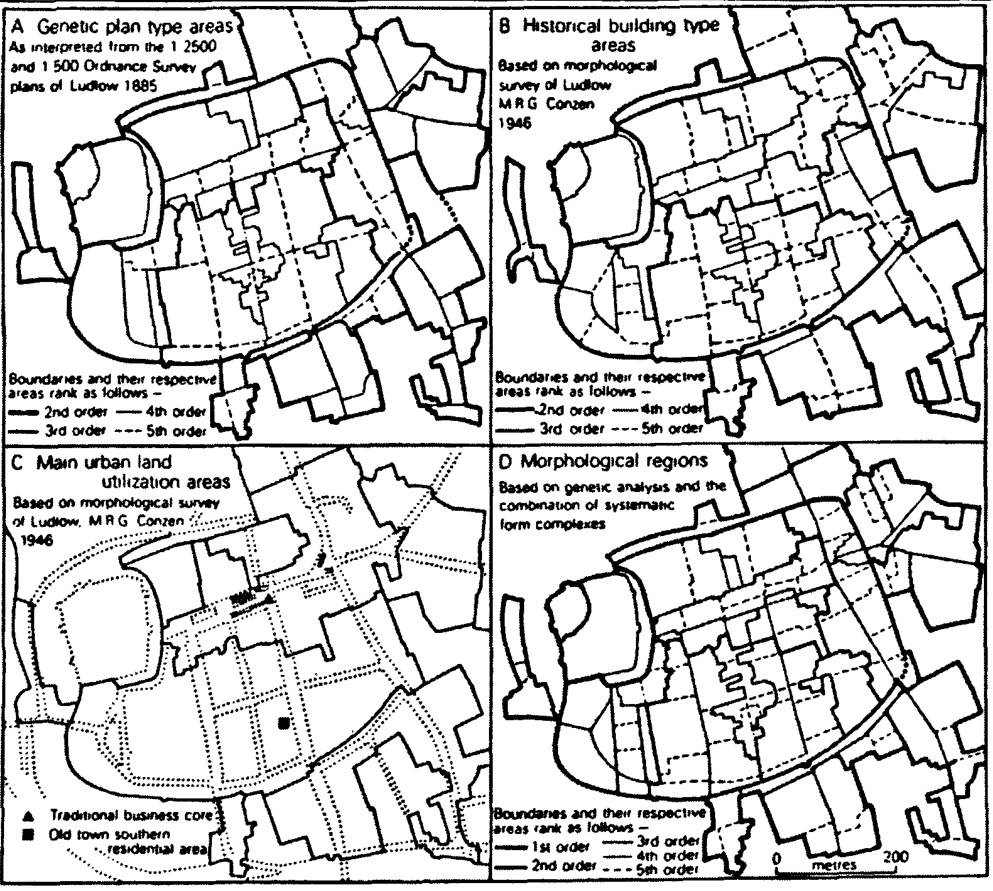 A Genetic plan type areas
As interpreted from the 1 2500
and 1 500 Ordnance Survey
plans of Ludlow 1885
Boundaries and their respective
areas rank as follows –
2nd order 4th order
3rd order 5th order
B Historical building type
areas
Based on morphological
survey of Ludlow
M R G Conzen
1946
Boundaries and their respective
areas rank as follows –
2nd order 4th order
3rd order 5th order
C Main urban land
utilization areas
Based on morphological survey
of Ludlow, M R G Conzen
1946
▲ Traditional business core
■ Old town southern
residential area
D Morphological regions
Based on genetic analysis and the
combination of systematic
form complexes
Boundaries and their respective
areas rank as follows –
1st order 3rd order
2nd order 4th order
5th order
0 metres 200